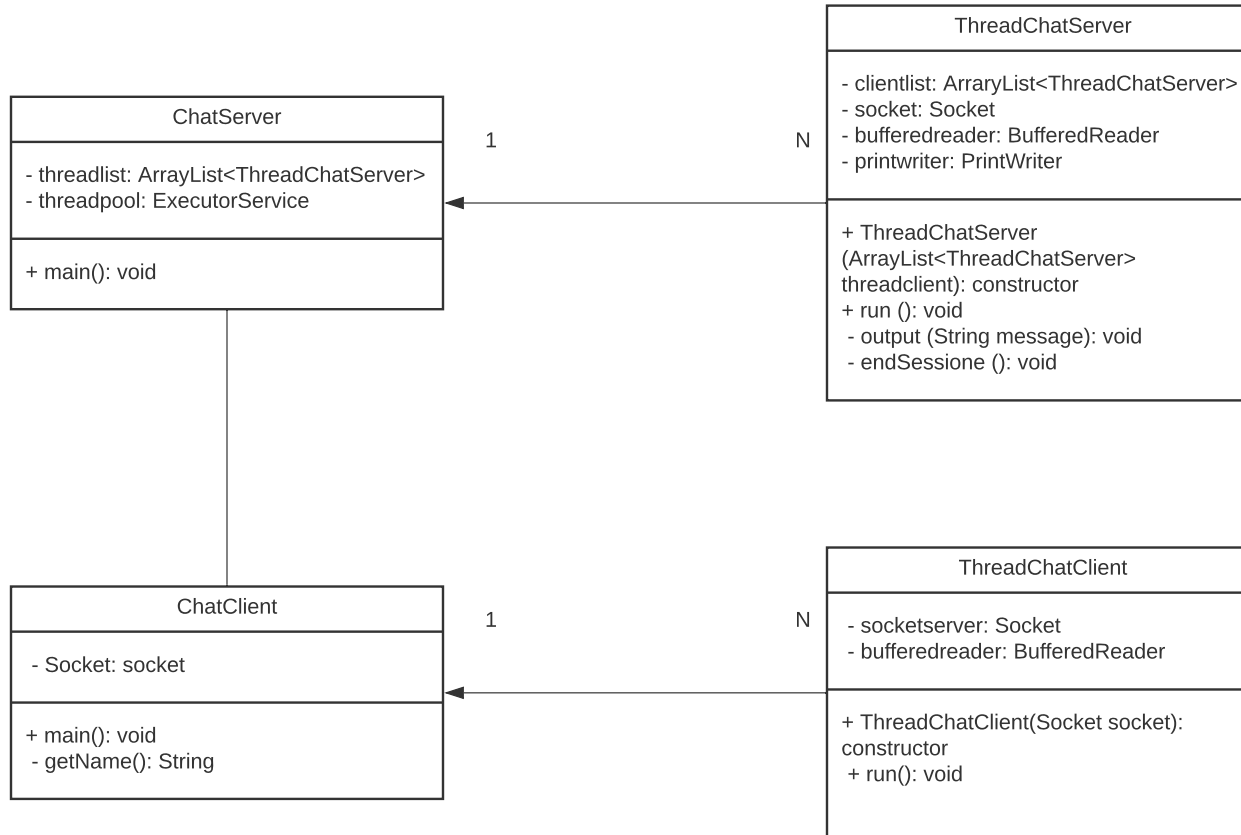 ThreadChatServer
- clientlist: ArraryList<ThreadChatServer>
- socket: Socket
- bufferedreader: BufferedReader
- printwriter: PrintWriter
+ ThreadChatServer
(ArrayList<ThreadChatServer>
threadclient): constructor
+ run (): void
- output (String message): void
- endSessione (): void
ChatServer
- threadlist: ArrayList<ThreadChatServer>
- threadpool: ExecutorService
+ main(): void
1
N
ChatClient
- Socket: socket
+ main(): void
- getName(): String
1
N
ThreadChatClient
- socketserver: Socket
- bufferedreader: BufferedReader
+ ThreadChatClient(Socket socket):
constructor
+ run(): void